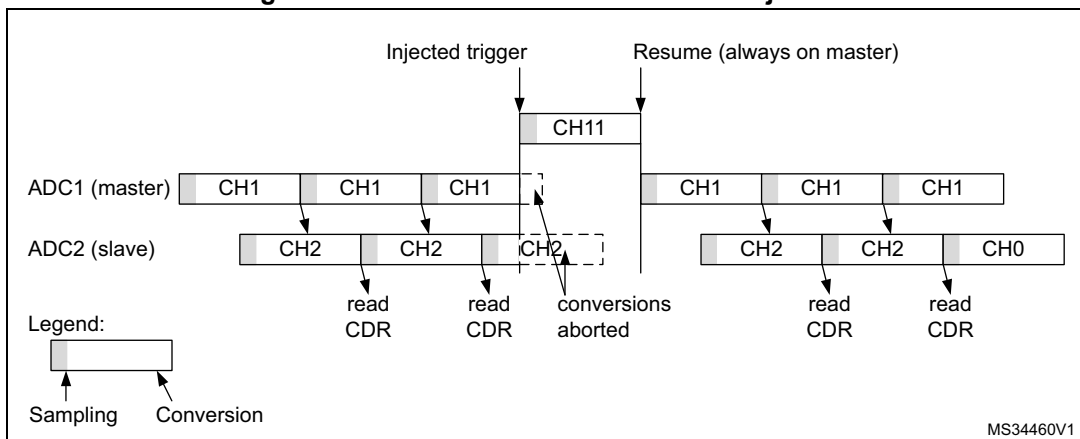 Injected trigger
Resume (always on master)
CH11
ADC1 (master)
CH1
CH1
CH1
CH1
CH1
CH1
ADC2 (slave)
CH2
CH2
CH2
CH2
CH2
CH0
read
CDR
read
CDR
conversions
aborted
read
CDR
read
CDR
Legend:
Sampling
Conversion
MS34460V1